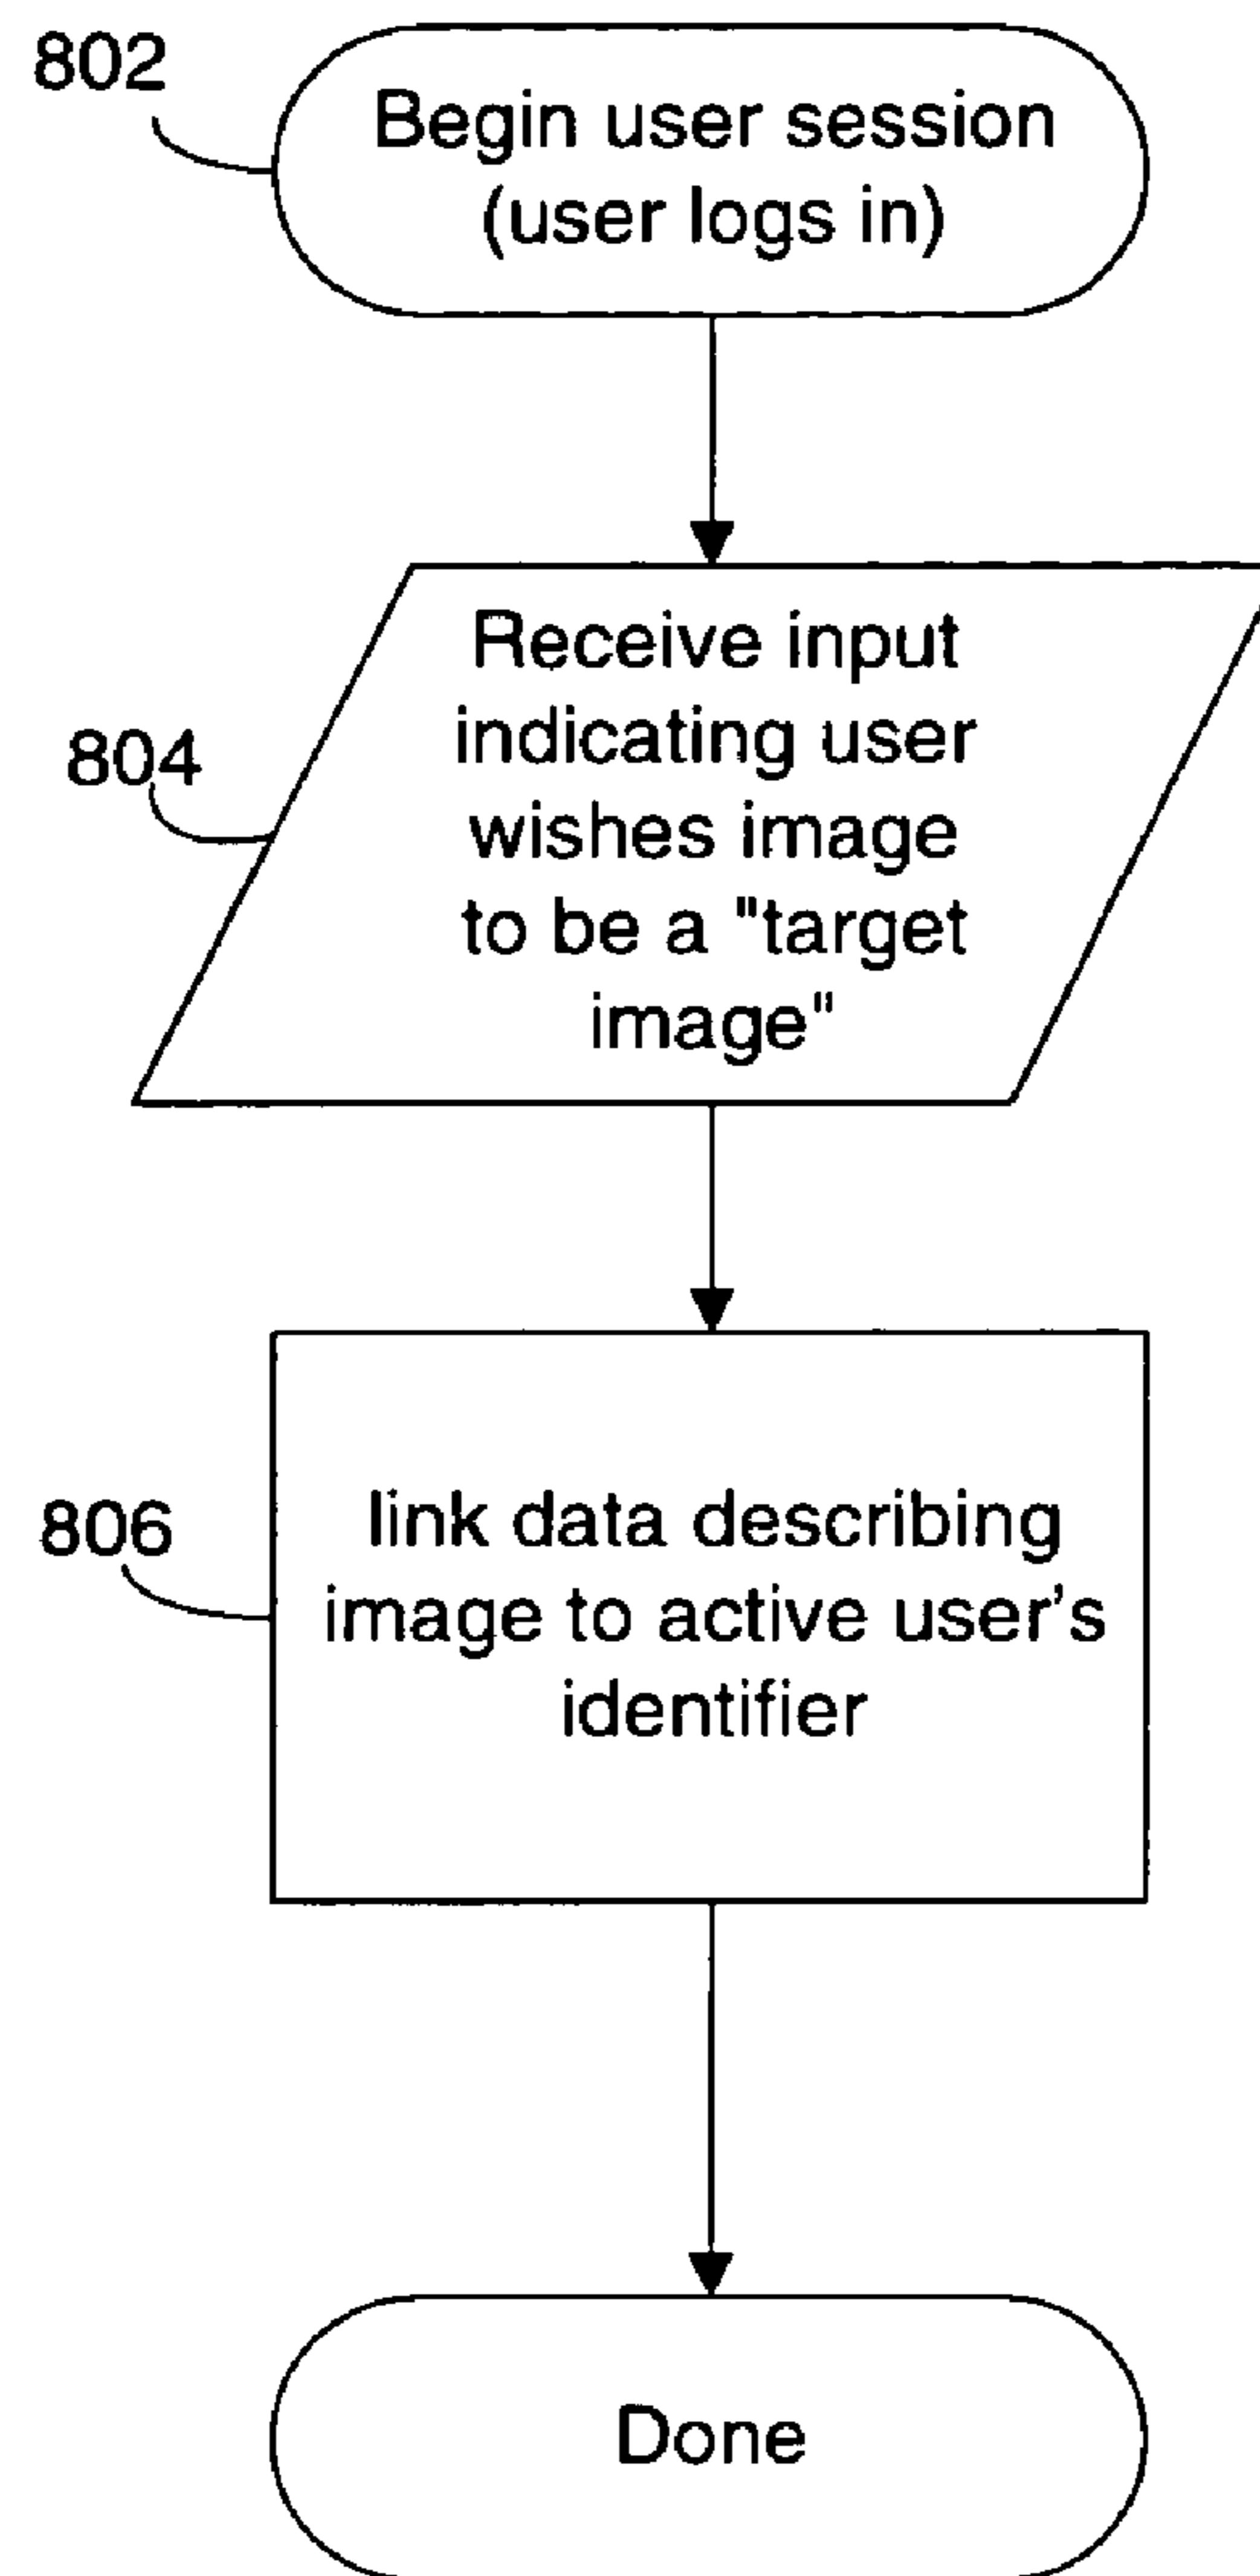 802
Begin user session
(user logs in)
804
Receive input
indicating user
wishes image
to be a "target
image"
806
link data describing
image to active user's
identifier
Done